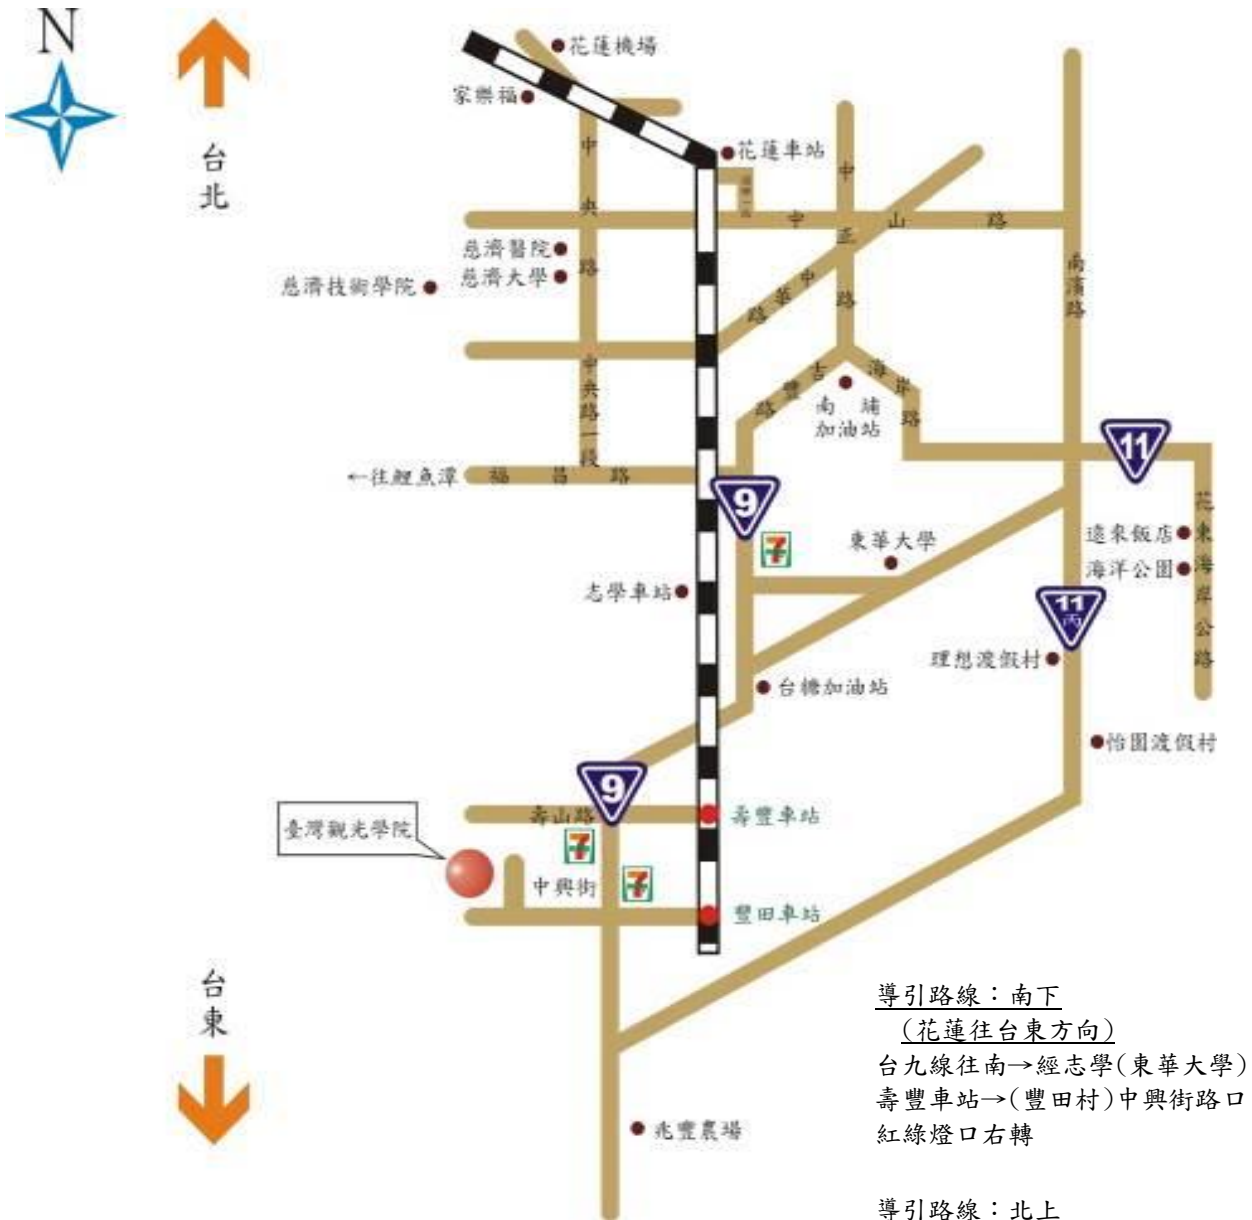 N
台北
花蓮機場
家樂福
花蓮車站
中央路
中山路
中正路
中華路
南濱路
慈濟醫院
慈濟大學
慈濟技術學院
中央路一段
吉豐路
海岸路
南埔
加油站
←往鯉魚潭
福昌路
11
9
7
東華大學
遠來飯店
海洋公園
花東海岸公路
志學車站
11
丙
理想渡假村
台糖加油站
怡園渡假村
9
壽山路
壽豐車站
臺灣觀光學院
7
中興街
7
豐田車站
台東
兆豐農場
導引路線：南下
(花蓮往台東方向)
台九線往南→經志學(東華大學)
壽豐車站→(豐田村)中興街路口
紅綠燈口右轉
導引路線：北上